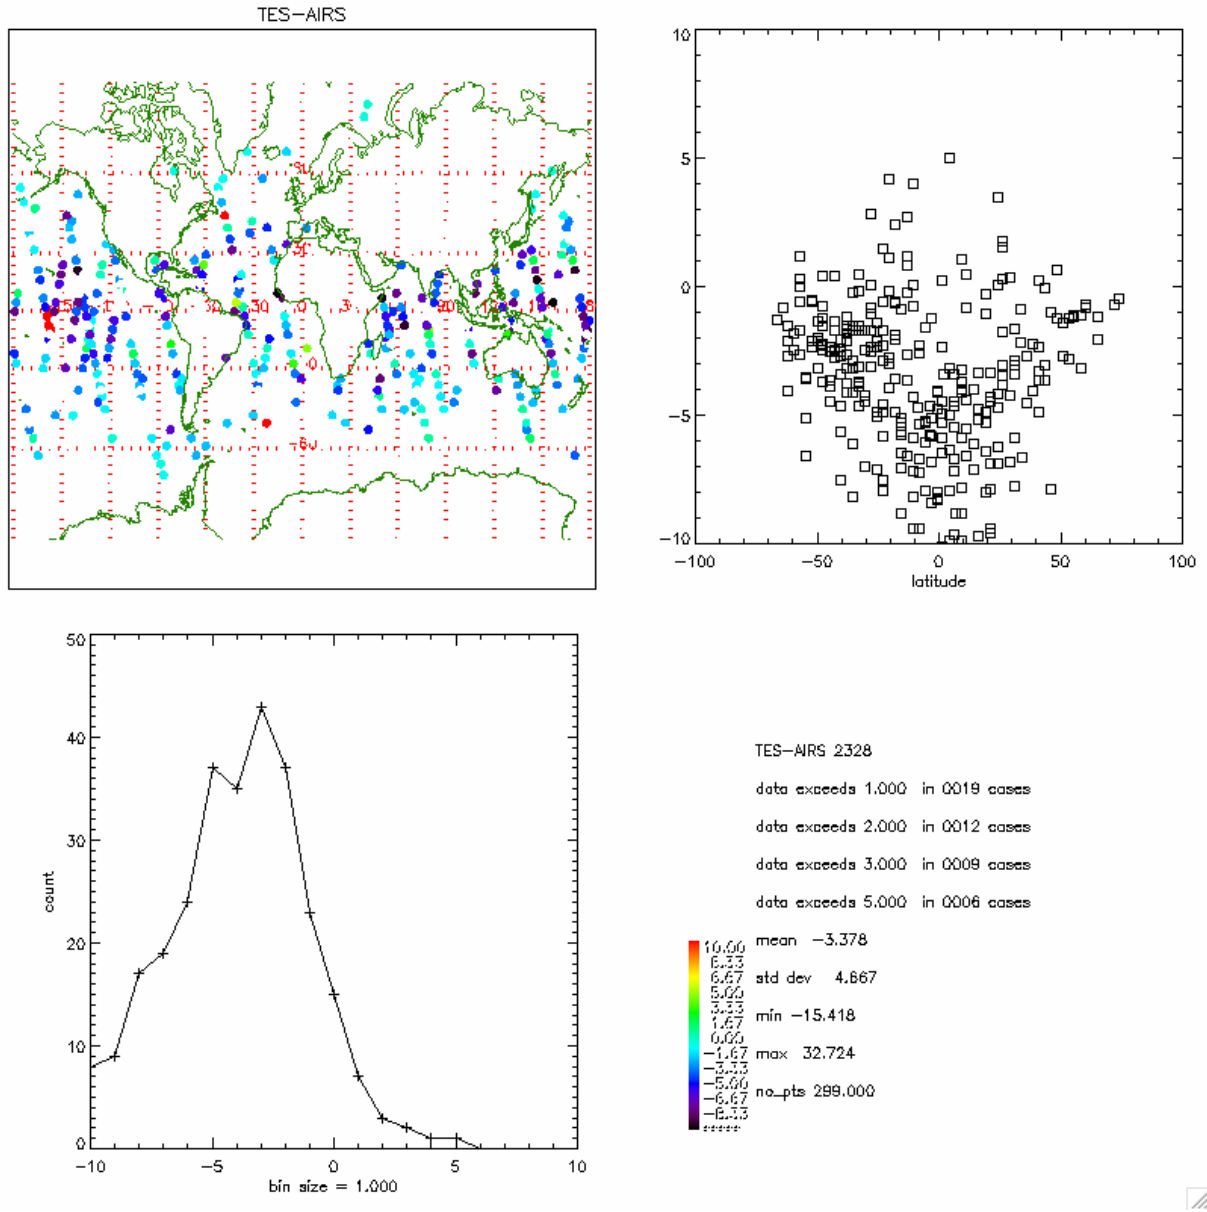 TES-AIRS
10
5
0
-5
-10
-100
-50
0
50
100
latitude
50
40
30
20
10
0
count
-10
-5
0
5
10
bin size = 1.000
TES-AIRS 2328
data exceeds 1.000 in 0019 cases
data exceeds 2.000 in 0012 cases
data exceeds 3.000 in 0009 cases
data exceeds 5.000 in 0006 cases
mean -3.378
std dev 4.667
min -15.418
max 32.724
no_pts 299.000
10.00
8.33
6.67
5.00
3.33
1.67
0.00
-1.67
-3.33
-5.00
-6.67
-8.33